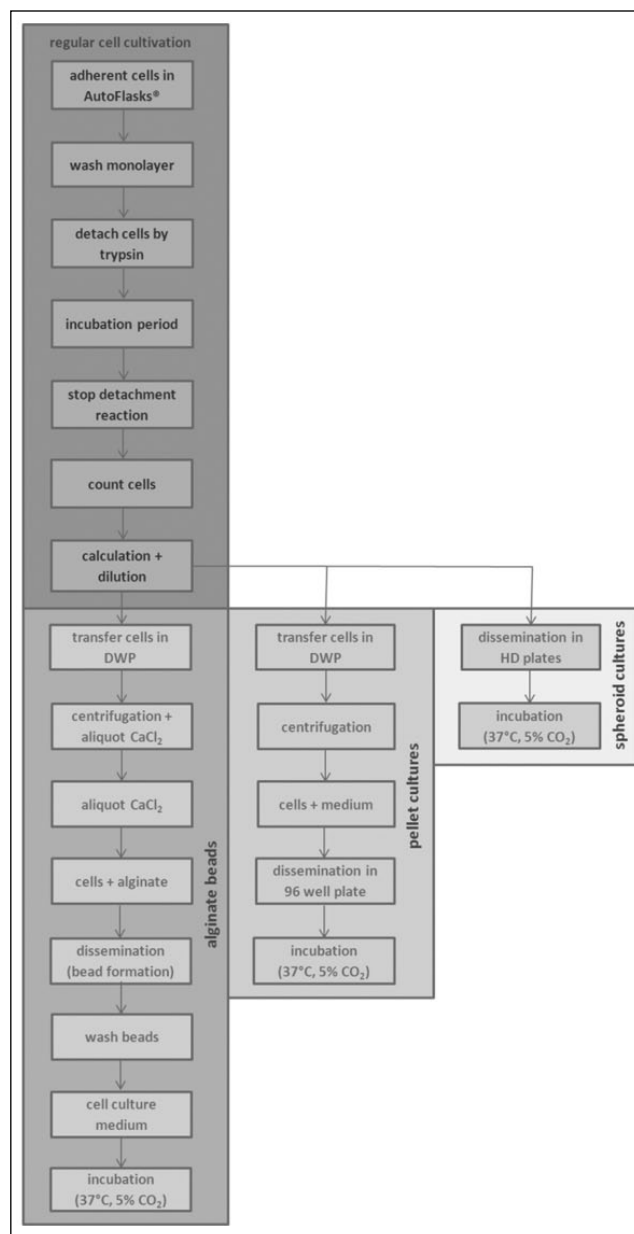 regular cell cultivation
adherent cells in
AutoFlasks®
wash monolayer
detach cells by
trypsin
incubation period
stop detachment
reaction
count cells
calculation +
dilution
transfer cells in
DWP
centrifugation +
aliquot CaCl₂
aliquot CaCl₂
cells + alginate
dissemination
(bead formation)
wash beads
cell culture
medium
incubation
(37°C, 5% CO₂)
alginate beads
transfer cells in
DWP
centrifugation
cells + medium
dissemination in
96 well plate
incubation
(37°C, 5% CO₂)
pellet cultures
dissemination in
HD plates
incubation
(37°C, 5% CO₂)
spheroid cultures